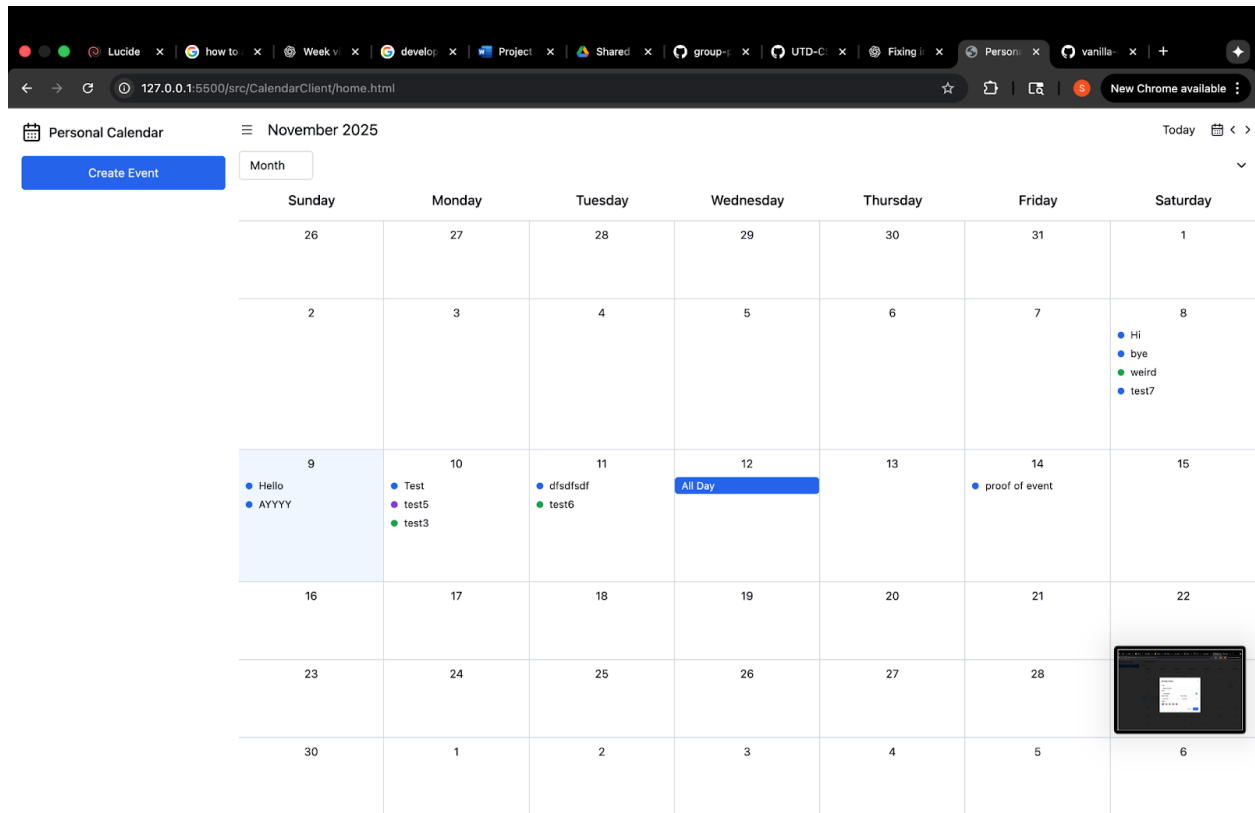 Lucide how to Week vi develop Project Shared group-p UTD-C Fixing i Person vanilla-
127.0.0.1:5500/src/CalendarClient/home.html S New Chrome available
Personal Calendar November 2025 Today
Create Event Month
Sunday Monday Tuesday Wednesday Thursday Friday Saturday
26 27 28 29 30 31 1
2 3 4 5 6 7 8
Hi
bye
weird
test7
9 10 11 12 13 14 15
Hello Test dfsdfsdf All Day proof of event
AYYYY test5 test6
test3
16 17 18 19 20 21 22
23 24 25 26 27 28
30 1 2 3 4 5 6